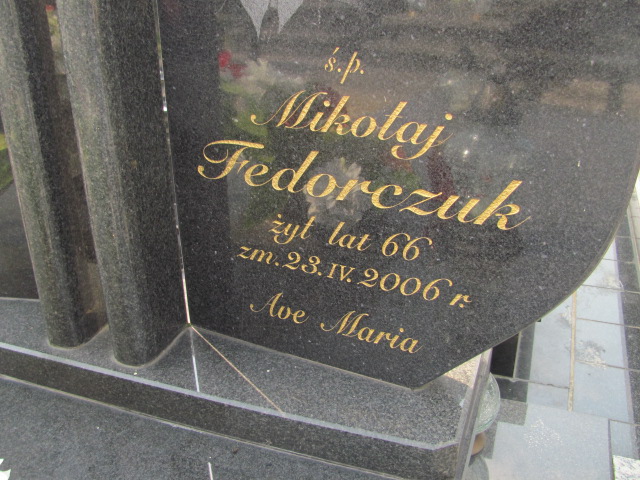 ś.p.
Mikołaj
Fedorczuk
żył lat 66
zm. 23.IV.2006 r.
Ave Maria